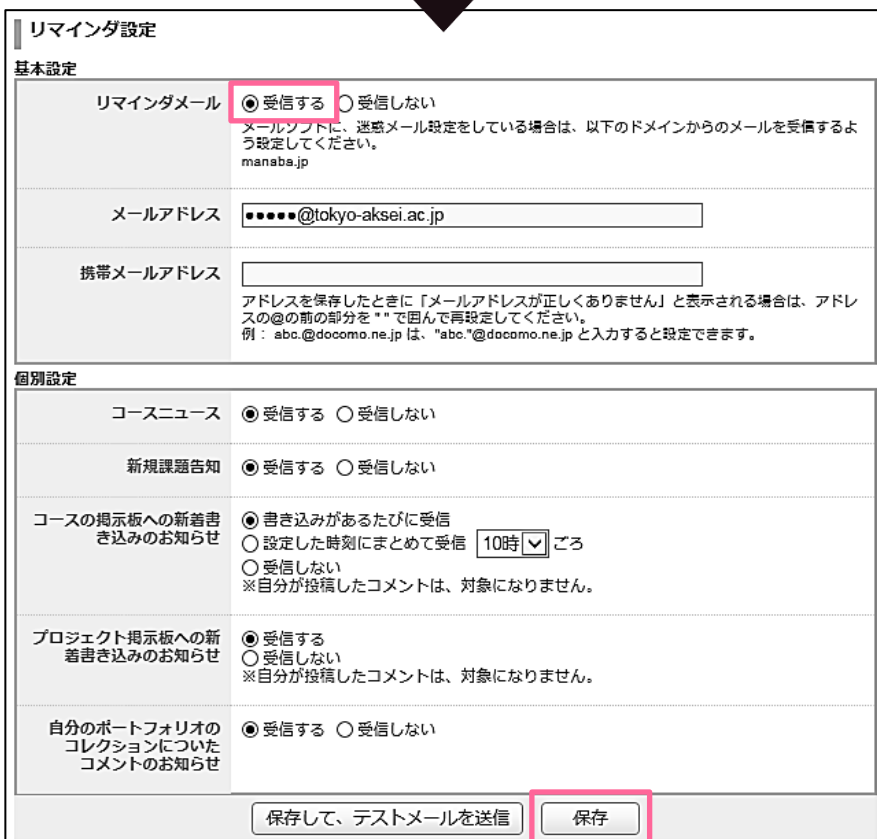 リマインダ設定
基本設定
リマインダメール
受信する 受信しない
メールソフトに、迷惑メール設定をしている場合は、以下のドメインからのメールを受信するよ
う設定してください。
manaba.jp
メールアドレス
●●●●●@tokyo-aksei.ac.jp
携帯メールアドレス
アドレスを保存したときに「メールアドレスが正しくありません」と表示される場合は、アドレ
スの@の前の部分を " " で囲んで再設定してください。
例： abc.@docomo.ne.jp は、"abc."@docomo.ne.jp と入力すると設定できます。
個別設定
コースニュース
受信する 受信しない
新規課題告知
受信する 受信しない
コースの掲示板への新着書
き込みのお知らせ
書き込みがあるたびに受信
設定した時刻にまとめて受信 10時 ごろ
受信しない
※自分が投稿したコメントは、対象になりません。
プロジェクト掲示板への新
着書き込みのお知らせ
受信する
受信しない
※自分が投稿したコメントは、対象になりません。
自分のポートフォリオの
コレクションについた
コメントのお知らせ
受信する 受信しない
保存して、テストメールを送信 保存